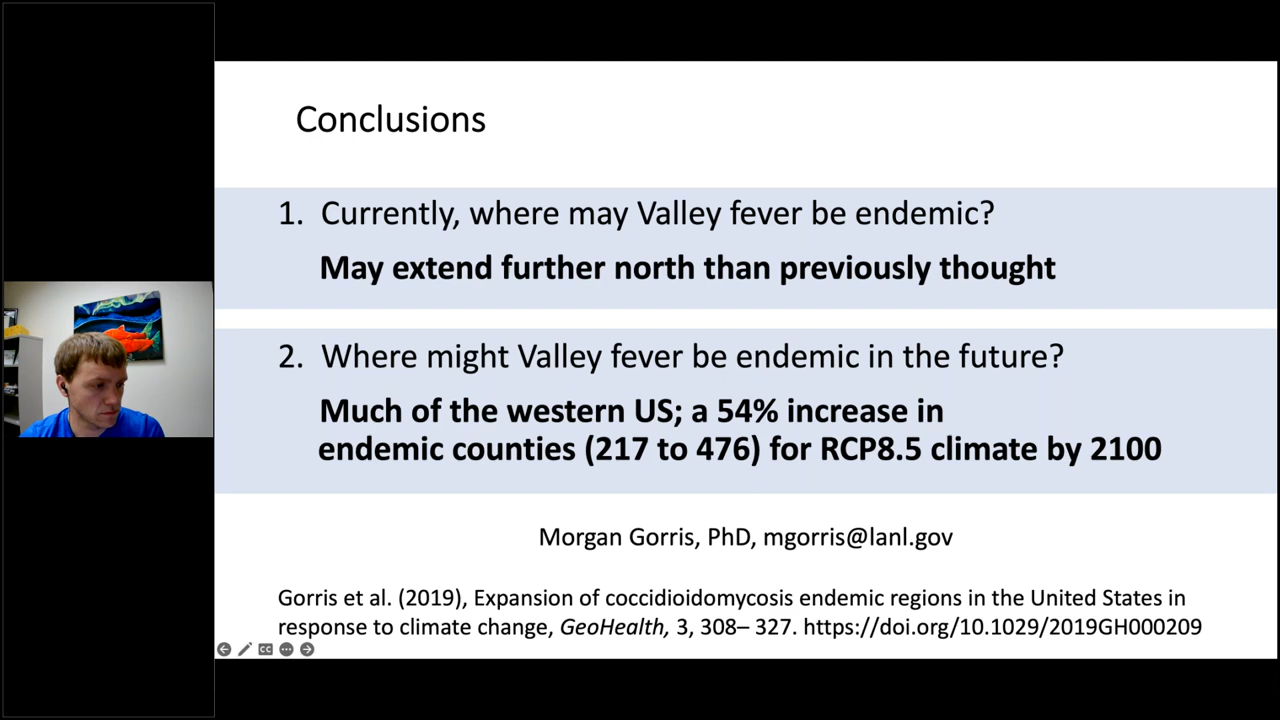 Conclusions
1. Currently, where may Valley fever be endemic?
May extend further north than previously thought
2. Where might Valley fever be endemic in the future?
Much of the western US; a 54% increase in
endemic counties (217 to 476) for RCP8.5 climate by 2100
Morgan Gorris, PhD, mgorris@lanl.gov
Gorris et al. (2019), Expansion of coccidioidomycosis endemic regions in the United States in
response to climate change, GeoHealth, 3, 308– 327. https://doi.org/10.1029/2019GH000209
CC